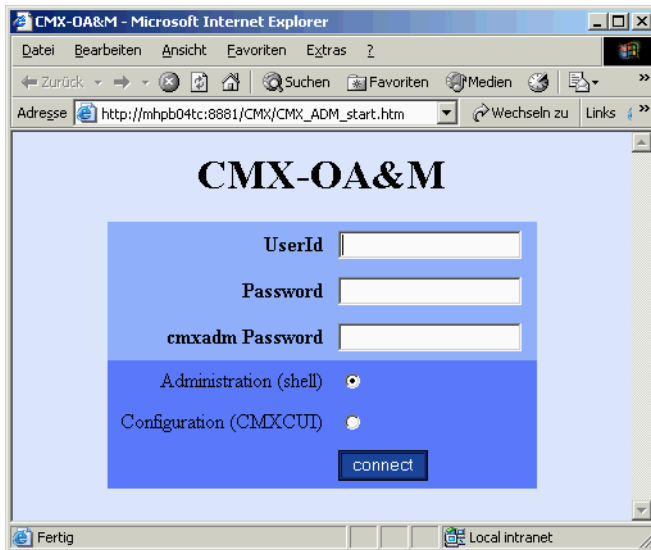 CMX-OA&M - Microsoft Internet Explorer
Datei Bearbeiten Ansicht Favoriten Extras ?
Zurück Suchen Favoriten Medien »
Adresse http://mhpb04tc:8881/CMX/CMX_ADM_start.htm Wechseln zu Links »
CMX-OA&M
UserId
Password
cmxadm Password
Administration (shell)
Configuration (CMXCUI)
connect
Fertig Local intranet